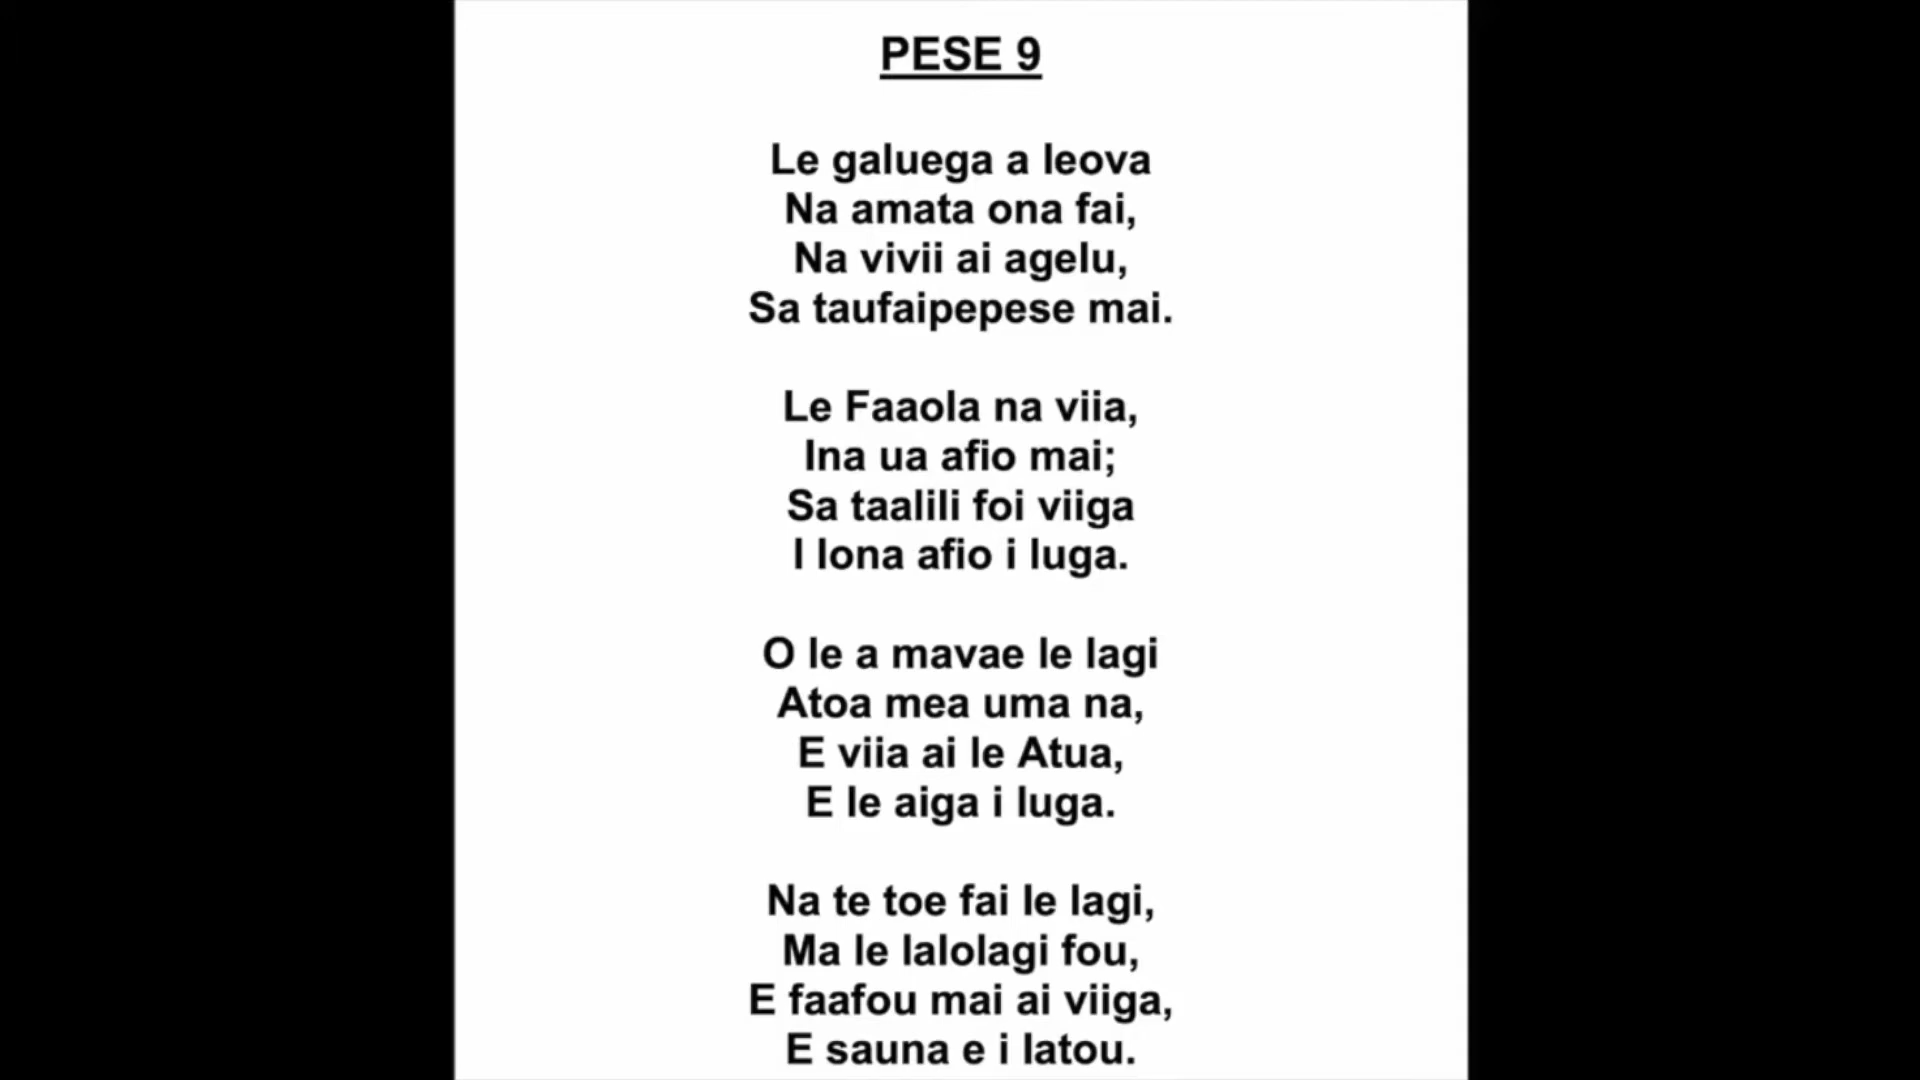 PESE 9
Le galuega a Ieova
Na amata ona fai,
Na vivii ai agelu,
Sa taufaipepese mai.
Le Faaola na viia,
Ina ua afio mai;
Sa taalili foi viiga
I lona afio i luga.
O le a mavae le lagi
Atoa mea uma na,
E viia ai le Atua,
E le aiga i luga.
Na te toe fai le lagi,
Ma le lalolagi fou,
E faafou mai ai viiga,
E sauna e i latou.